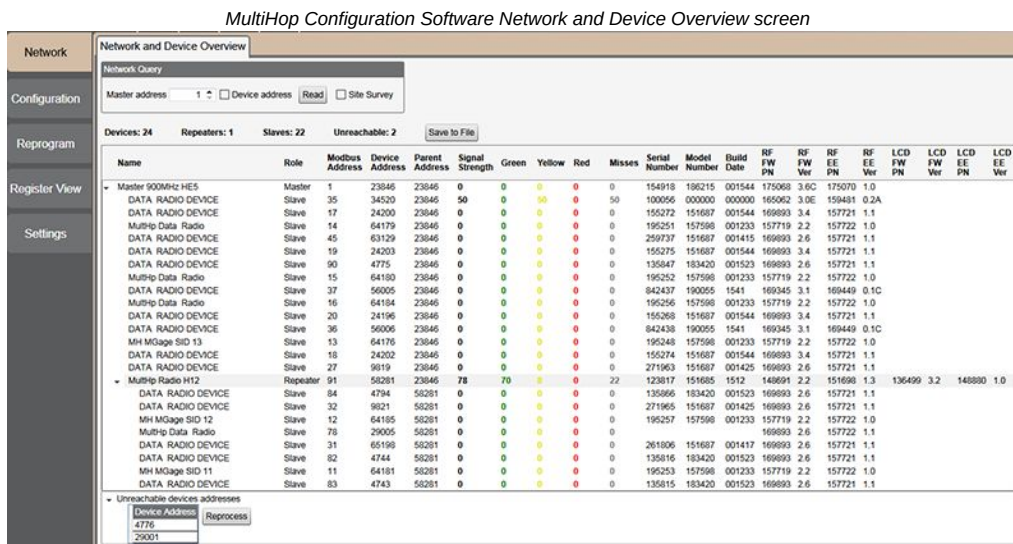 MultiHop Configuration Software Network and Device Overview screen
Network
Configuration
Reprogram
Register View
Settings
Network and Device Overview
Network Query
Master address 1 Device address Read Site Survey
Devices: 24 Repeaters: 1 Slaves: 22 Unreachable: 2 Save to File
Name Role Modbus Address Device Address Parent Address Signal Strength Green Yellow Red Misses Serial Number Model Number Build Date RF FW PN RF FW Ver RF EE PN RF EE Ver LCD FW PN LCD FW Ver LCD EE PN LCD EE Ver
Master 900MHz HE5 Master 1 23846 23846 0 0 0 0 0 154918 186215 001544 175068 3.6C 175070 1.0
DATA RADIO DEVICE Slave 35 34520 23846 50 0 50 0 50 100056 000000 000000 165062 3.0E 159481 0.2A
DATA RADIO DEVICE Slave 17 24200 23846 0 0 0 0 0 155272 151687 001544 169893 3.4 157721 1.1
MultHp Data Radio Slave 14 64179 23846 0 0 0 0 0 195251 157598 001233 157719 2.2 157722 1.0
DATA RADIO DEVICE Slave 45 63129 23846 0 0 0 0 0 259737 151687 001415 169893 2.6 157721 1.1
DATA RADIO DEVICE Slave 19 24203 23846 0 0 0 0 0 155275 151687 001544 169893 3.4 157721 1.1
DATA RADIO DEVICE Slave 90 4775 23846 0 0 0 0 0 135847 183420 001523 169893 2.6 157721 1.1
MultHp Data Radio Slave 15 64180 23846 0 0 0 0 0 195252 157598 001233 157719 2.2 157722 1.0
DATA RADIO DEVICE Slave 37 56005 23846 0 0 0 0 0 842437 190055 1541 169345 3.1 169449 0.1C
MultHp Data Radio Slave 16 64184 23846 0 0 0 0 0 195256 157598 001233 157719 2.2 157722 1.0
DATA RADIO DEVICE Slave 20 24196 23846 0 0 0 0 0 155268 151687 001544 169893 3.4 157721 1.1
DATA RADIO DEVICE Slave 36 56006 23846 0 0 0 0 0 842438 190055 1541 169345 3.1 169449 0.1C
MH MGage SID 13 Slave 13 64176 23846 0 0 0 0 0 195248 157598 001233 157719 2.2 157722 1.0
DATA RADIO DEVICE Slave 18 24202 23846 0 0 0 0 0 155274 151687 001544 169893 3.4 157721 1.1
DATA RADIO DEVICE Slave 27 9819 23846 0 0 0 0 0 271963 151687 001425 169893 2.6 157721 1.1
MultHp Radio H12 Repeater 91 58281 23846 78 70 8 0 22 123817 151685 1512 148691 2.2 151698 1.3 136499 3.2 148880 1.0
DATA RADIO DEVICE Slave 84 4794 58281 0 0 0 0 0 135866 183420 001523 169893 2.6 157721 1.1
DATA RADIO DEVICE Slave 32 9821 58281 0 0 0 0 0 271965 151687 001425 169893 2.6 157721 1.1
MH MGage SID 12 Slave 12 64185 58281 0 0 0 0 0 195257 157598 001233 157719 2.2 157722 1.0
MultHp Data Radio Slave 78 29005 58281 0 0 0 0 0 169893 2.6 157722 1.1
DATA RADIO DEVICE Slave 31 65198 58281 0 0 0 0 0 261806 151687 001417 169893 2.6 157721 1.1
DATA RADIO DEVICE Slave 82 4744 58281 0 0 0 0 0 135816 183420 001523 169893 2.6 157721 1.1
MH MGage SID 11 Slave 11 64181 58281 0 0 0 0 0 195253 157598 001233 157719 2.2 157722 1.0
DATA RADIO DEVICE Slave 83 4743 58281 0 0 0 0 0 135815 183420 001523 169893 2.6 157721 1.1
Unreachable devices addresses
Device Address Reprocess
4776
29001